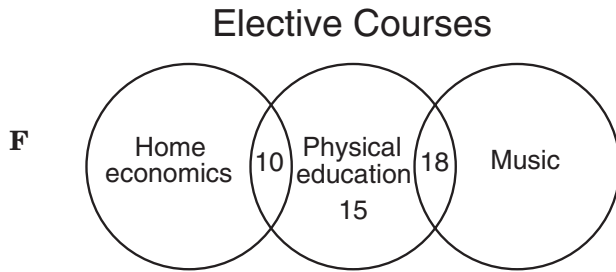 Elective Courses
F
Home
economics
10
Physical
education
15
18
Music